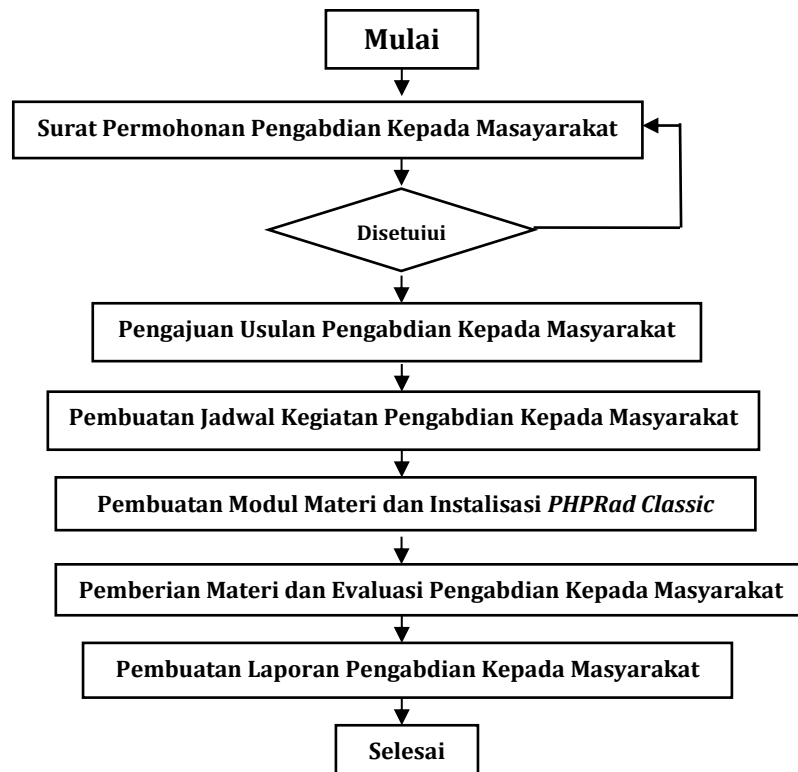 Mulai
Surat Permohonan Pengabdian Kepada Masayarakat
Disetuiui
Pengajuan Usulan Pengabdian Kepada Masyarakat
Pembuatan Jadwal Kegiatan Pengabdian Kepada Masyarakat
Pembuatan Modul Materi dan Instalisasi PHPRad Classic
Pemberian Materi dan Evaluasi Pengabdian Kepada Masyarakat
Pembuatan Laporan Pengabdian Kepada Masyarakat
Selesai